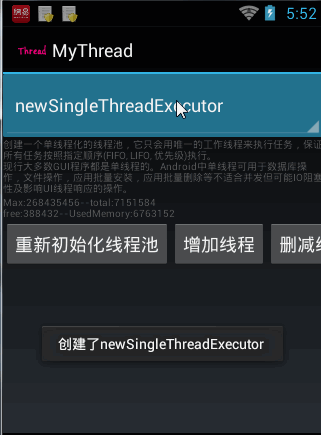 5:52
Thread MyThread
newSingleThreadExecutor
创建一个单线程化的线程池，它只会用唯一的工作线程来执行任务，保证
所有任务按照指定顺序(FIFO, LIFO, 优先级)执行。
现行大多数GUI程序都是单线程的。Android中单线程可用于数据库操
作，文件操作，应用批量安装，应用批量删除等不适合并发但可能IO阻塞
性及影响UI线程响应的操作。
Max:268435456--total:7151584
free:388432--UsedMemory:6763152
重新初始化线程池 增加线程 删减
创建了newSingleThreadExecutor